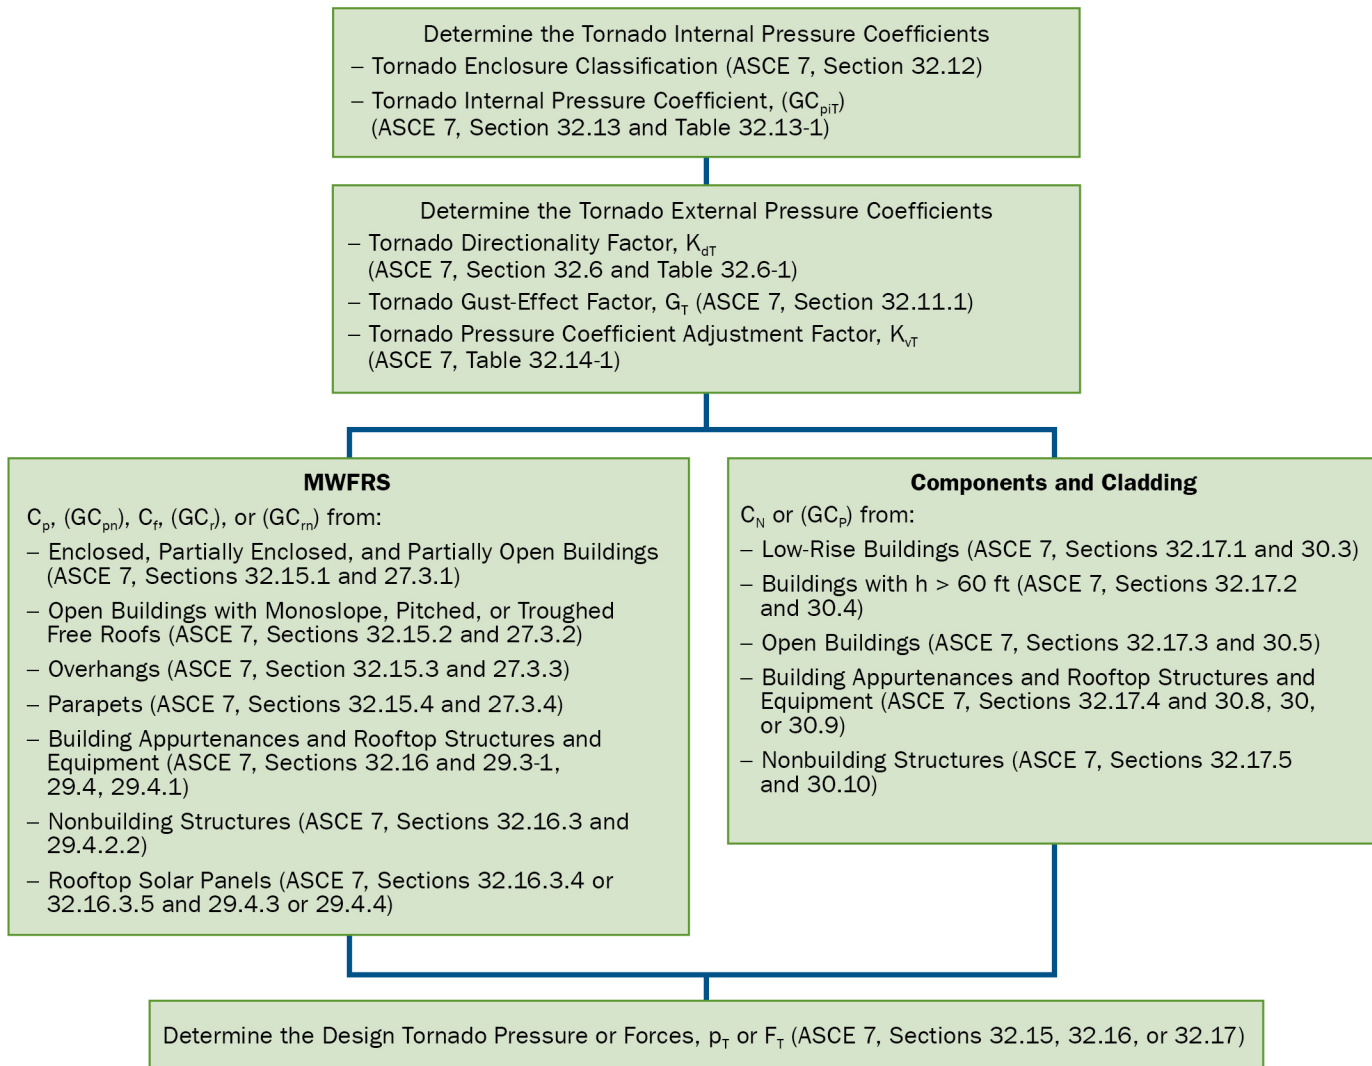 Determine the Tornado Internal Pressure Coefficients
– Tornado Enclosure Classification (ASCE 7, Section 32.12)
– Tornado Internal Pressure Coefficient, (GCpiT)
(ASCE 7, Section 32.13 and Table 32.13-1)
Determine the Tornado External Pressure Coefficients
– Tornado Directionality Factor, KdT
(ASCE 7, Section 32.6 and Table 32.6-1)
– Tornado Gust-Effect Factor, GT (ASCE 7, Section 32.11.1)
– Tornado Pressure Coefficient Adjustment Factor, KvT
(ASCE 7, Table 32.14-1)
MWFRS
Cp, (GCpn), Cf, (GCr), or (GCrn) from:
– Enclosed, Partially Enclosed, and Partially Open Buildings
(ASCE 7, Sections 32.15.1 and 27.3.1)
– Open Buildings with Monoslope, Pitched, or Troughed
Free Roofs (ASCE 7, Sections 32.15.2 and 27.3.2)
– Overhangs (ASCE 7, Section 32.15.3 and 27.3.3)
– Parapets (ASCE 7, Sections 32.15.4 and 27.3.4)
– Building Appurtenances and Rooftop Structures and
Equipment (ASCE 7, Sections 32.16 and 29.3-1,
29.4, 29.4.1)
– Nonbuilding Structures (ASCE 7, Sections 32.16.3 and
29.4.2.2)
– Rooftop Solar Panels (ASCE 7, Sections 32.16.3.4 or
32.16.3.5 and 29.4.3 or 29.4.4)
Components and Cladding
CN or (GCP) from:
– Low-Rise Buildings (ASCE 7, Sections 32.17.1 and 30.3)
– Buildings with h > 60 ft (ASCE 7, Sections 32.17.2
and 30.4)
– Open Buildings (ASCE 7, Sections 32.17.3 and 30.5)
– Building Appurtenances and Rooftop Structures and
Equipment (ASCE 7, Sections 32.17.4 and 30.8, 30,
or 30.9)
– Nonbuilding Structures (ASCE 7, Sections 32.17.5
and 30.10)
Determine the Design Tornado Pressure or Forces, pT or FT (ASCE 7, Sections 32.15, 32.16, or 32.17)